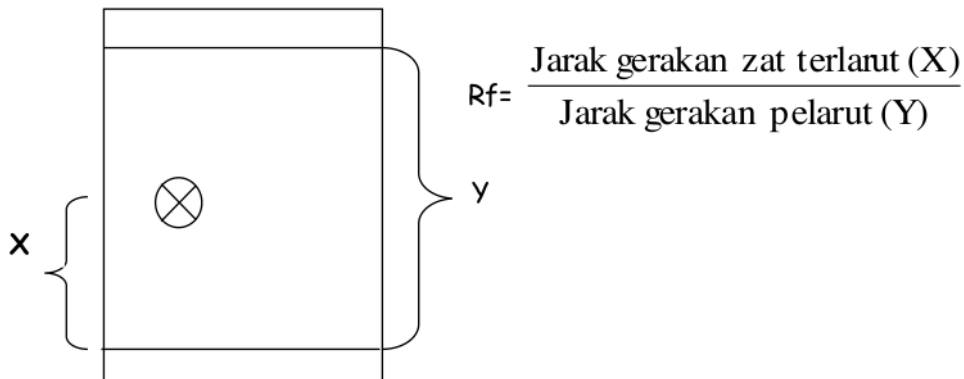 Rf= Jarak gerakan zat terlarut (X)
Jarak gerakan pelarut (Y)
X
Y